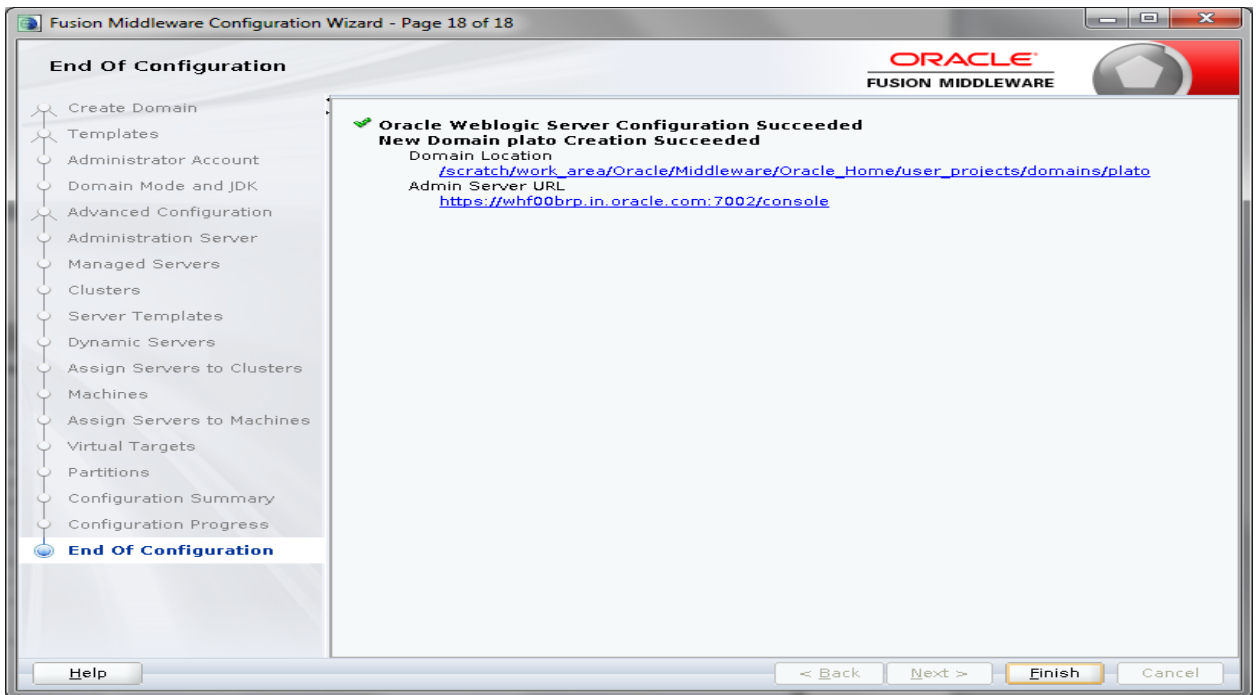 Fusion Middleware Configuration Wizard - Page 18 of 18
End Of Configuration
ORACLE
FUSION MIDDLEWARE
Create Domain
Templates
Administrator Account
Domain Mode and JDK
Advanced Configuration
Administration Server
Managed Servers
Clusters
Server Templates
Dynamic Servers
Assign Servers to Clusters
Machines
Assign Servers to Machines
Virtual Targets
Partitions
Configuration Summary
Configuration Progress
End Of Configuration
Oracle Weblogic Server Configuration Succeeded
New Domain plato Creation Succeeded
Domain Location
/scratch/work_area/Oracle/Middleware/Oracle_Home/user_projects/domains/plato
Admin Server URL
https://whf00brp.in.oracle.com:7002/console
Help
< Back
Next >
Finish
Cancel